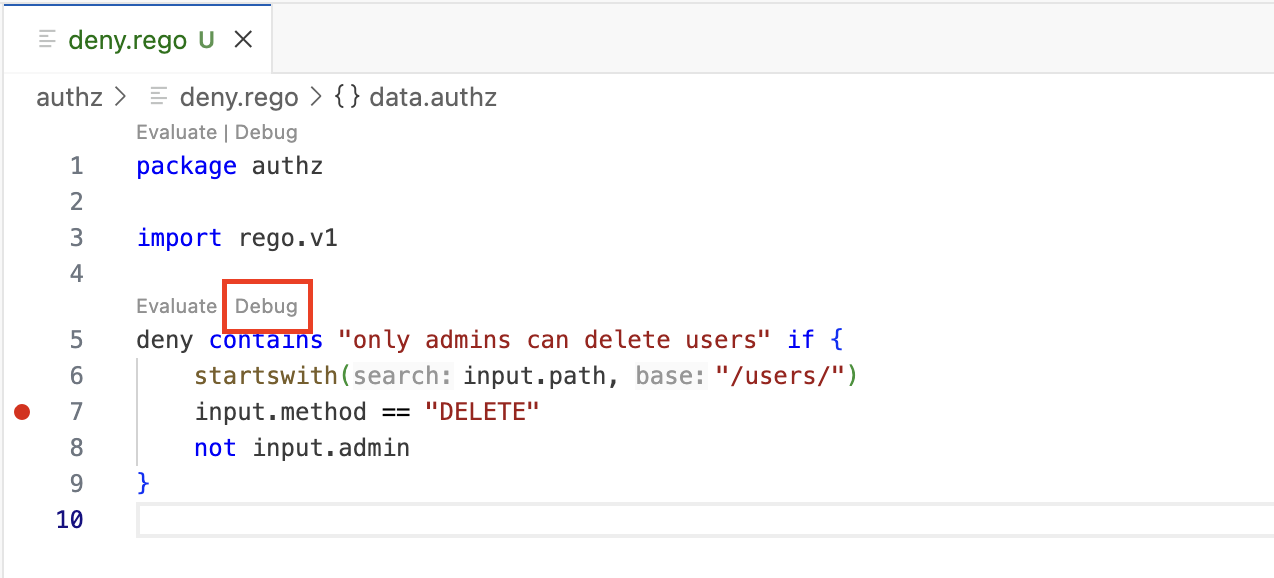 deny.rego U
authz > deny.rego > {} data.authz
Evaluate | Debug
1 package authz
2
3 import rego.v1
4
Evaluate | Debug
5 deny contains "only admins can delete users" if {
6 startswith(search: input.path, base: "/users/")
7 input.method == "DELETE"
8 not input.admin
9 }
10